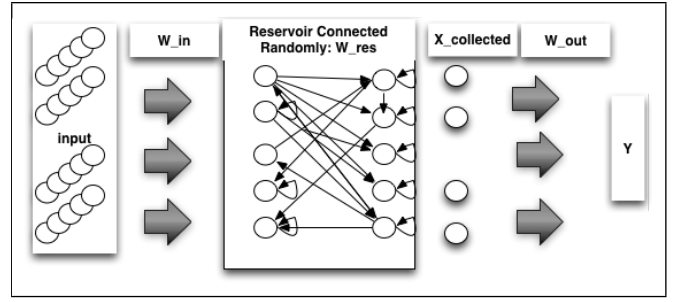 W_in
Reservoir Connected
Randomly: W_res
X_collected
W_out
input
Y